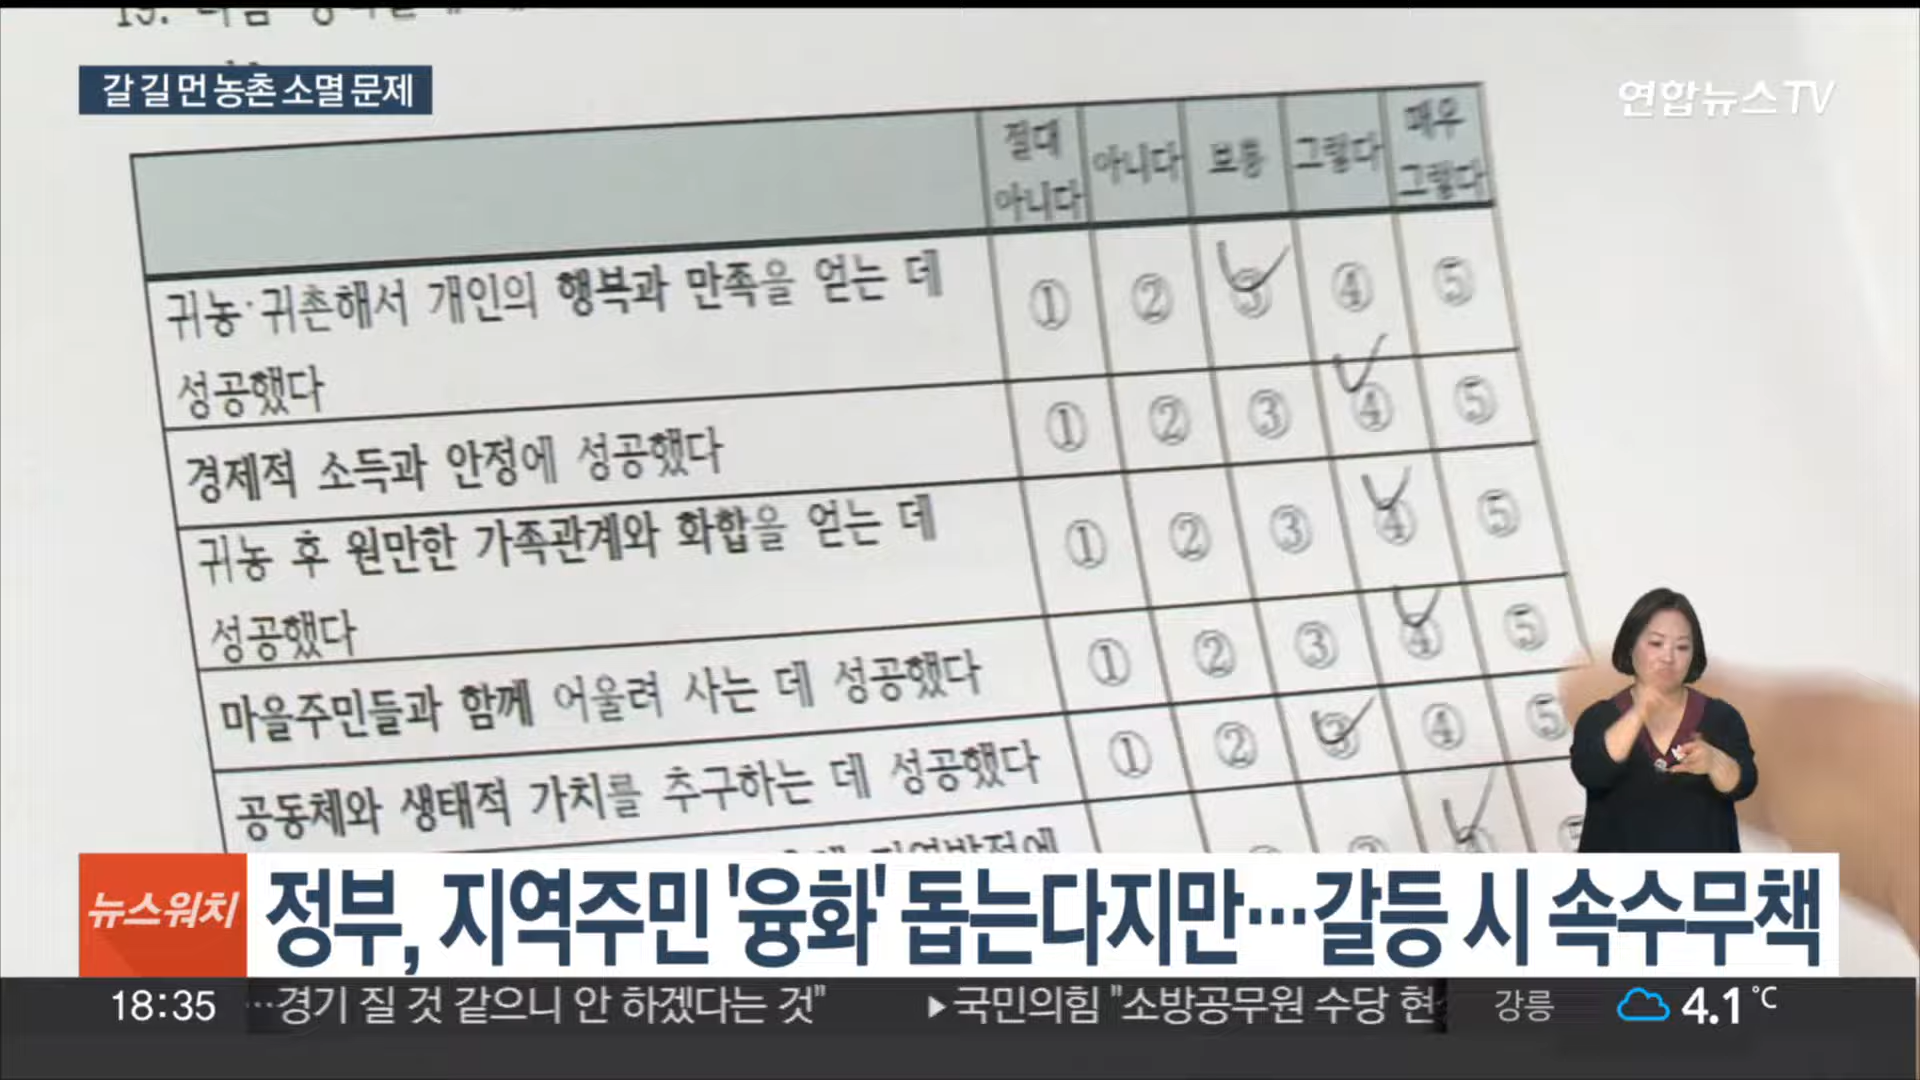 갈 길 먼 농촌 소멸 문제
연합뉴스TV
절대 아니다 아니다 보통 그렇다 매우 그렇다
귀농·귀촌해서 개인의 행복과 만족을 얻는 데
성공했다
① ② ③ ④ ⑤
경제적 소득과 안정에 성공했다
① ② ③ ④ ⑤
귀농 후 원만한 가족관계와 화합을 얻는 데
성공했다
① ② ③ ④ ⑤
마을주민들과 함께 어울려 사는 데 성공했다
① ② ③ ④ ⑤
공동체와 생태적 가치를 추구하는 데 성공했다
① ② ③ ④ ⑤
뉴스워치
정부, 지역주민 '융화' 돕는다지만…갈등 시 속수무책
18:35 …경기 질 것 같으니 안 하겠다는 것" ▶국민의힘 "소방공무원 수당 현 강릉 4.1℃